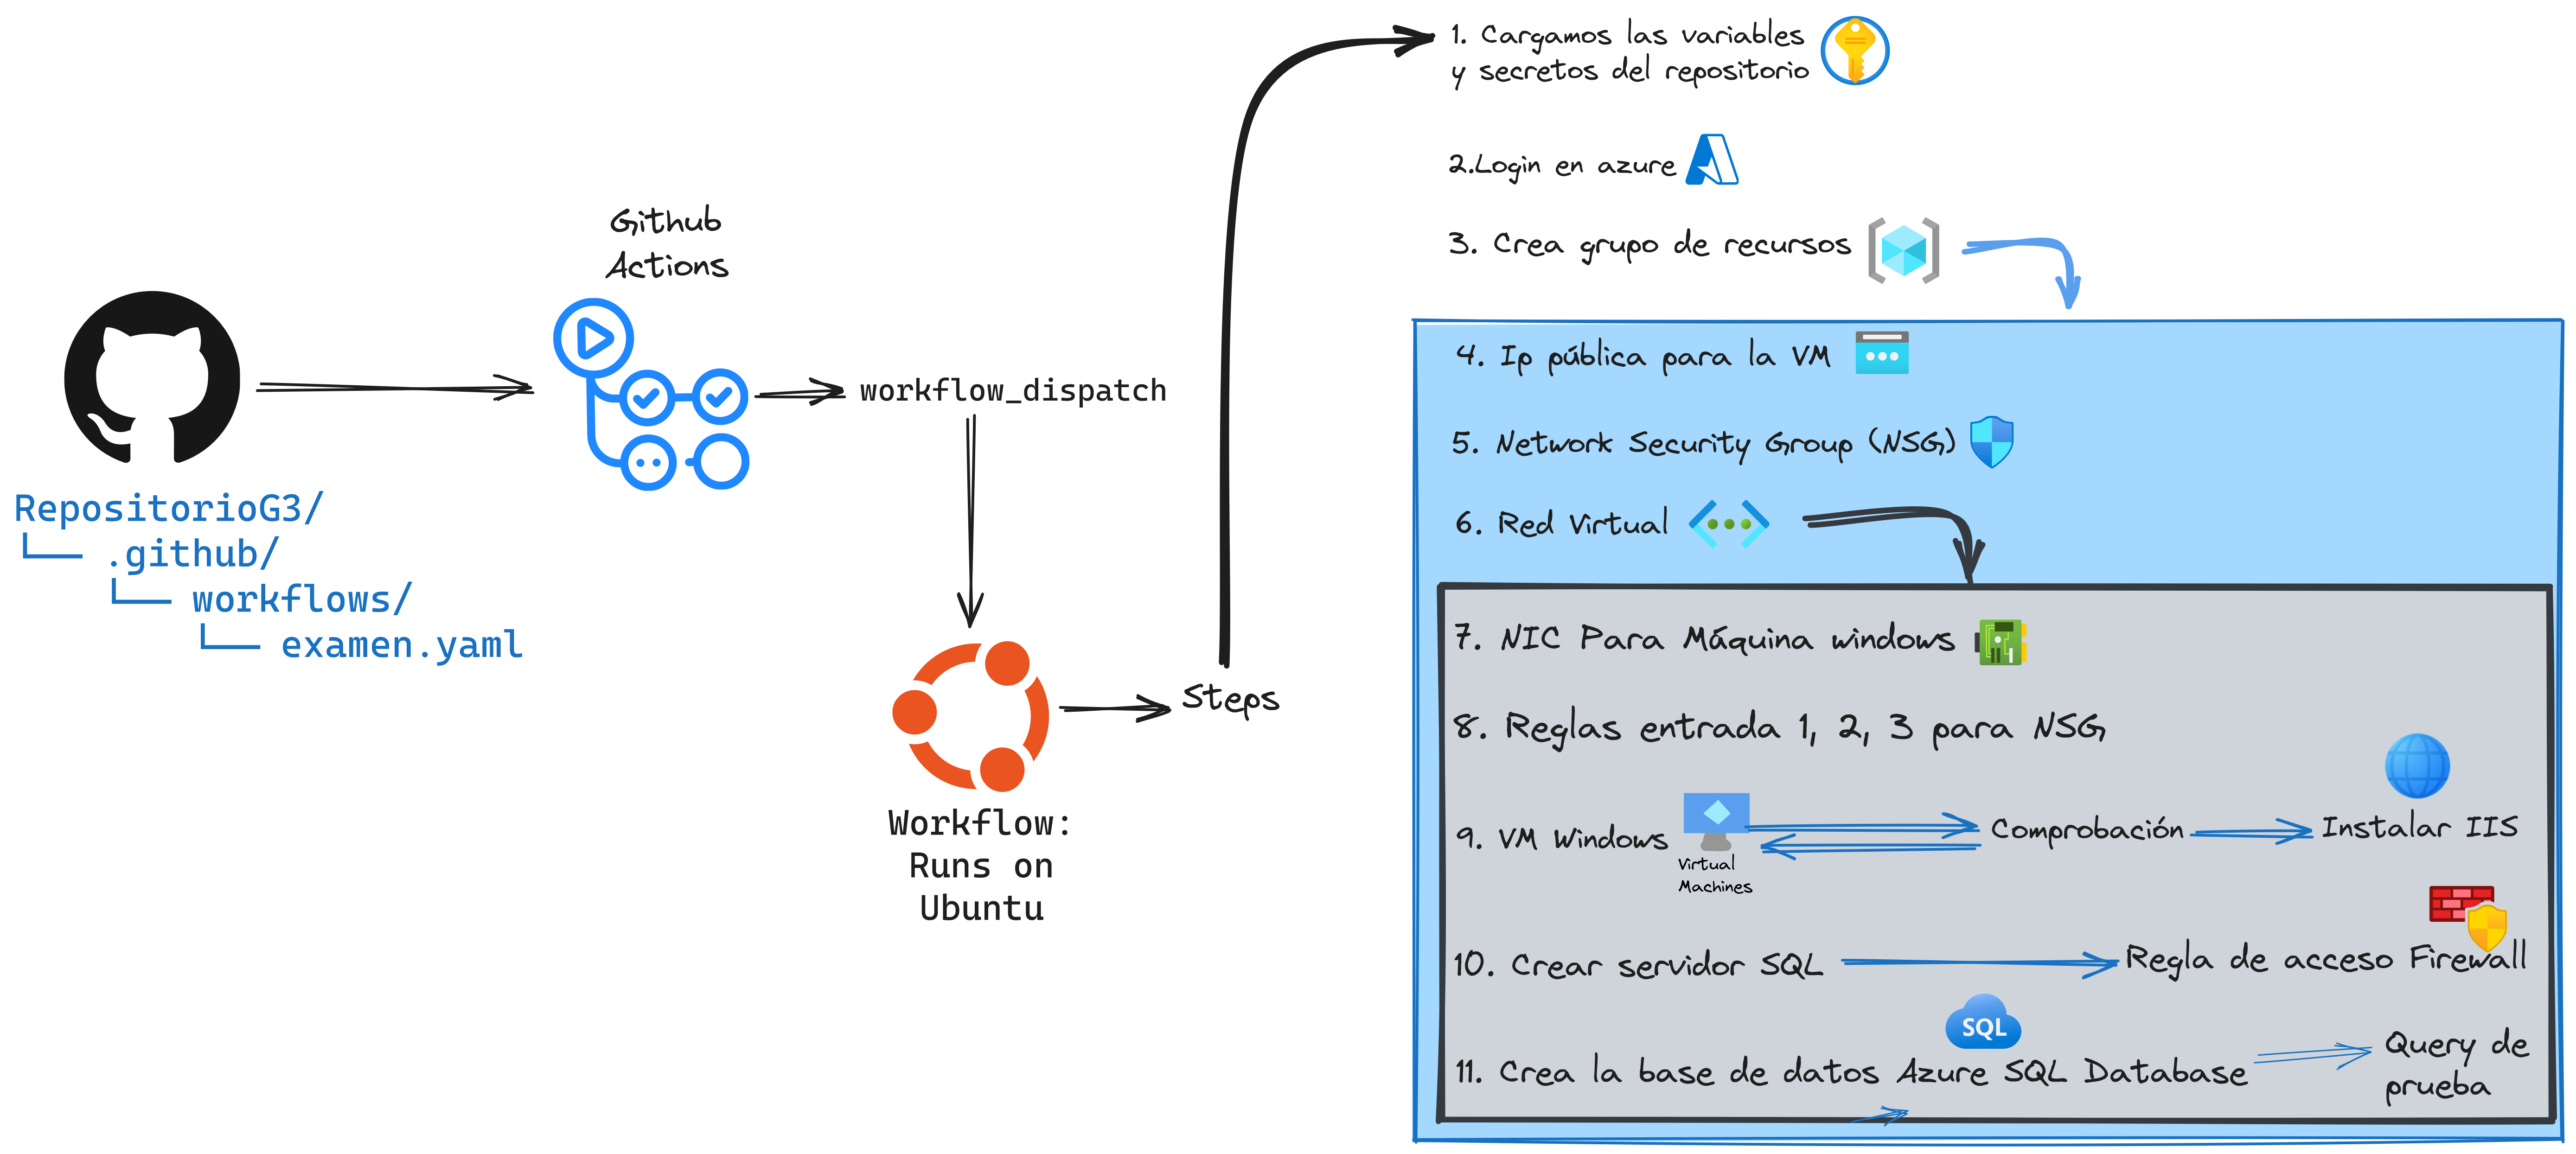 Github
Actions
RepositorioG3/
└── .github/
└── workflows/
└── examen.yaml
workflow_dispatch
Workflow:
Runs on
Ubuntu
Steps
1. Cargamos las variables
y secretos del repositorio
2.Login en azure
3. Crea grupo de recursos
4. Ip pública para la VM
5. Network Security Group (NSG)
6. Red Virtual
7. NIC Para Máquina windows
8. Reglas entrada 1, 2, 3 para NSG
9. VM Windows
Virtual
Machines
Comprobación
Instalar IIS
10. Crear servidor SQL
Regla de acceso Firewall
SQL
11. Crea la base de datos Azure SQL Database
Query de
prueba